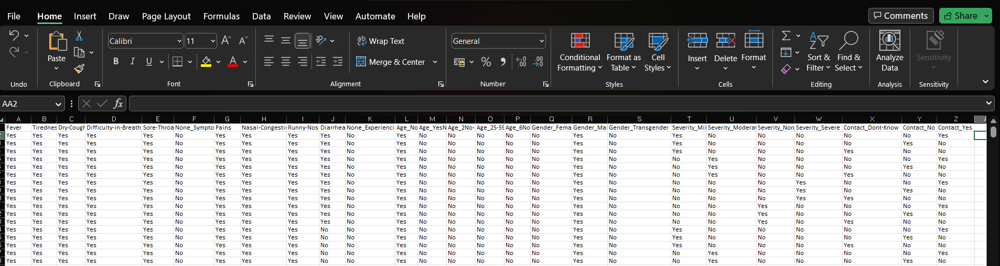 File Home Insert Draw Page Layout Formulas Data Review View Automate Help Comments Share
Calibri 11 Wrap Text General
Paste B I U Merge & Center % Conditional Formatting Format as Table Cell Styles Insert Delete Format Sort & Filter Find & Select Analyze Data Sensitivity
Undo Clipboard Font Alignment Number Styles Cells Editing Analysis Sensitivity
AA2 fx
A B C D E F G H I J K L M N O P Q R S T U V W X Y Z
Fever Tirednes Dry-Cough Difficulty-in-Breath Sore-Throa None_Sympto Pains Nasal-Congesti Runny-Nos Diarrhea None_Experienci Age_No Age_YesN Age_2No- Age_25-59 Age_6No Gender_Fema Gender_Mal Gender_Transgender Severity_Mil Severity_Moderat Severity_Non Severity_Severe Contact_Dont-Know Contact_No Contact_Yes
Yes Yes Yes Yes Yes No Yes Yes Yes Yes No Yes No No No No No Yes No Yes No No No No No Yes
Yes Yes Yes Yes Yes No Yes Yes Yes Yes No Yes No No No No No Yes No Yes No No No No Yes No
Yes Yes Yes Yes Yes No Yes Yes Yes Yes No Yes No No No No No Yes No Yes No No No Yes No No
Yes Yes Yes Yes Yes No Yes Yes Yes Yes No Yes No No No No No Yes No No Yes No No No No Yes
Yes Yes Yes Yes Yes No Yes Yes Yes Yes No Yes No No No No No Yes No No Yes No No No Yes No
Yes Yes Yes Yes Yes No Yes Yes Yes Yes No Yes No No No No No Yes No No Yes No No Yes No No
Yes Yes Yes Yes Yes No Yes Yes Yes Yes No Yes No No No No No Yes No No No No Yes No No Yes
Yes Yes Yes Yes Yes No Yes Yes Yes Yes No Yes No No No No No Yes No No No No Yes No Yes No
Yes Yes Yes Yes Yes No Yes Yes Yes Yes No Yes No No No No No Yes No No No No Yes Yes No No
Yes Yes Yes Yes Yes No Yes Yes Yes Yes No Yes No No No No No Yes No No No Yes No No No Yes
Yes Yes Yes Yes Yes No Yes Yes Yes Yes No Yes No No No No No Yes No No No Yes No No Yes No
Yes Yes Yes Yes Yes No Yes Yes Yes Yes No Yes No No No No No Yes No No No Yes No Yes No No
Yes Yes Yes Yes Yes No Yes Yes Yes No No Yes No No No No No Yes No Yes No No No No No Yes
Yes Yes Yes Yes Yes No Yes Yes Yes No No Yes No No No No No Yes No Yes No No No No Yes No
Yes Yes Yes Yes Yes No Yes Yes Yes No No Yes No No No No No Yes No Yes No No No Yes No No
Yes Yes Yes Yes Yes No Yes Yes Yes No No Yes No No No No No Yes No No Yes No No No No Yes
Yes Yes Yes Yes Yes No Yes Yes Yes No No Yes No No No No No Yes No No Yes No No No Yes No